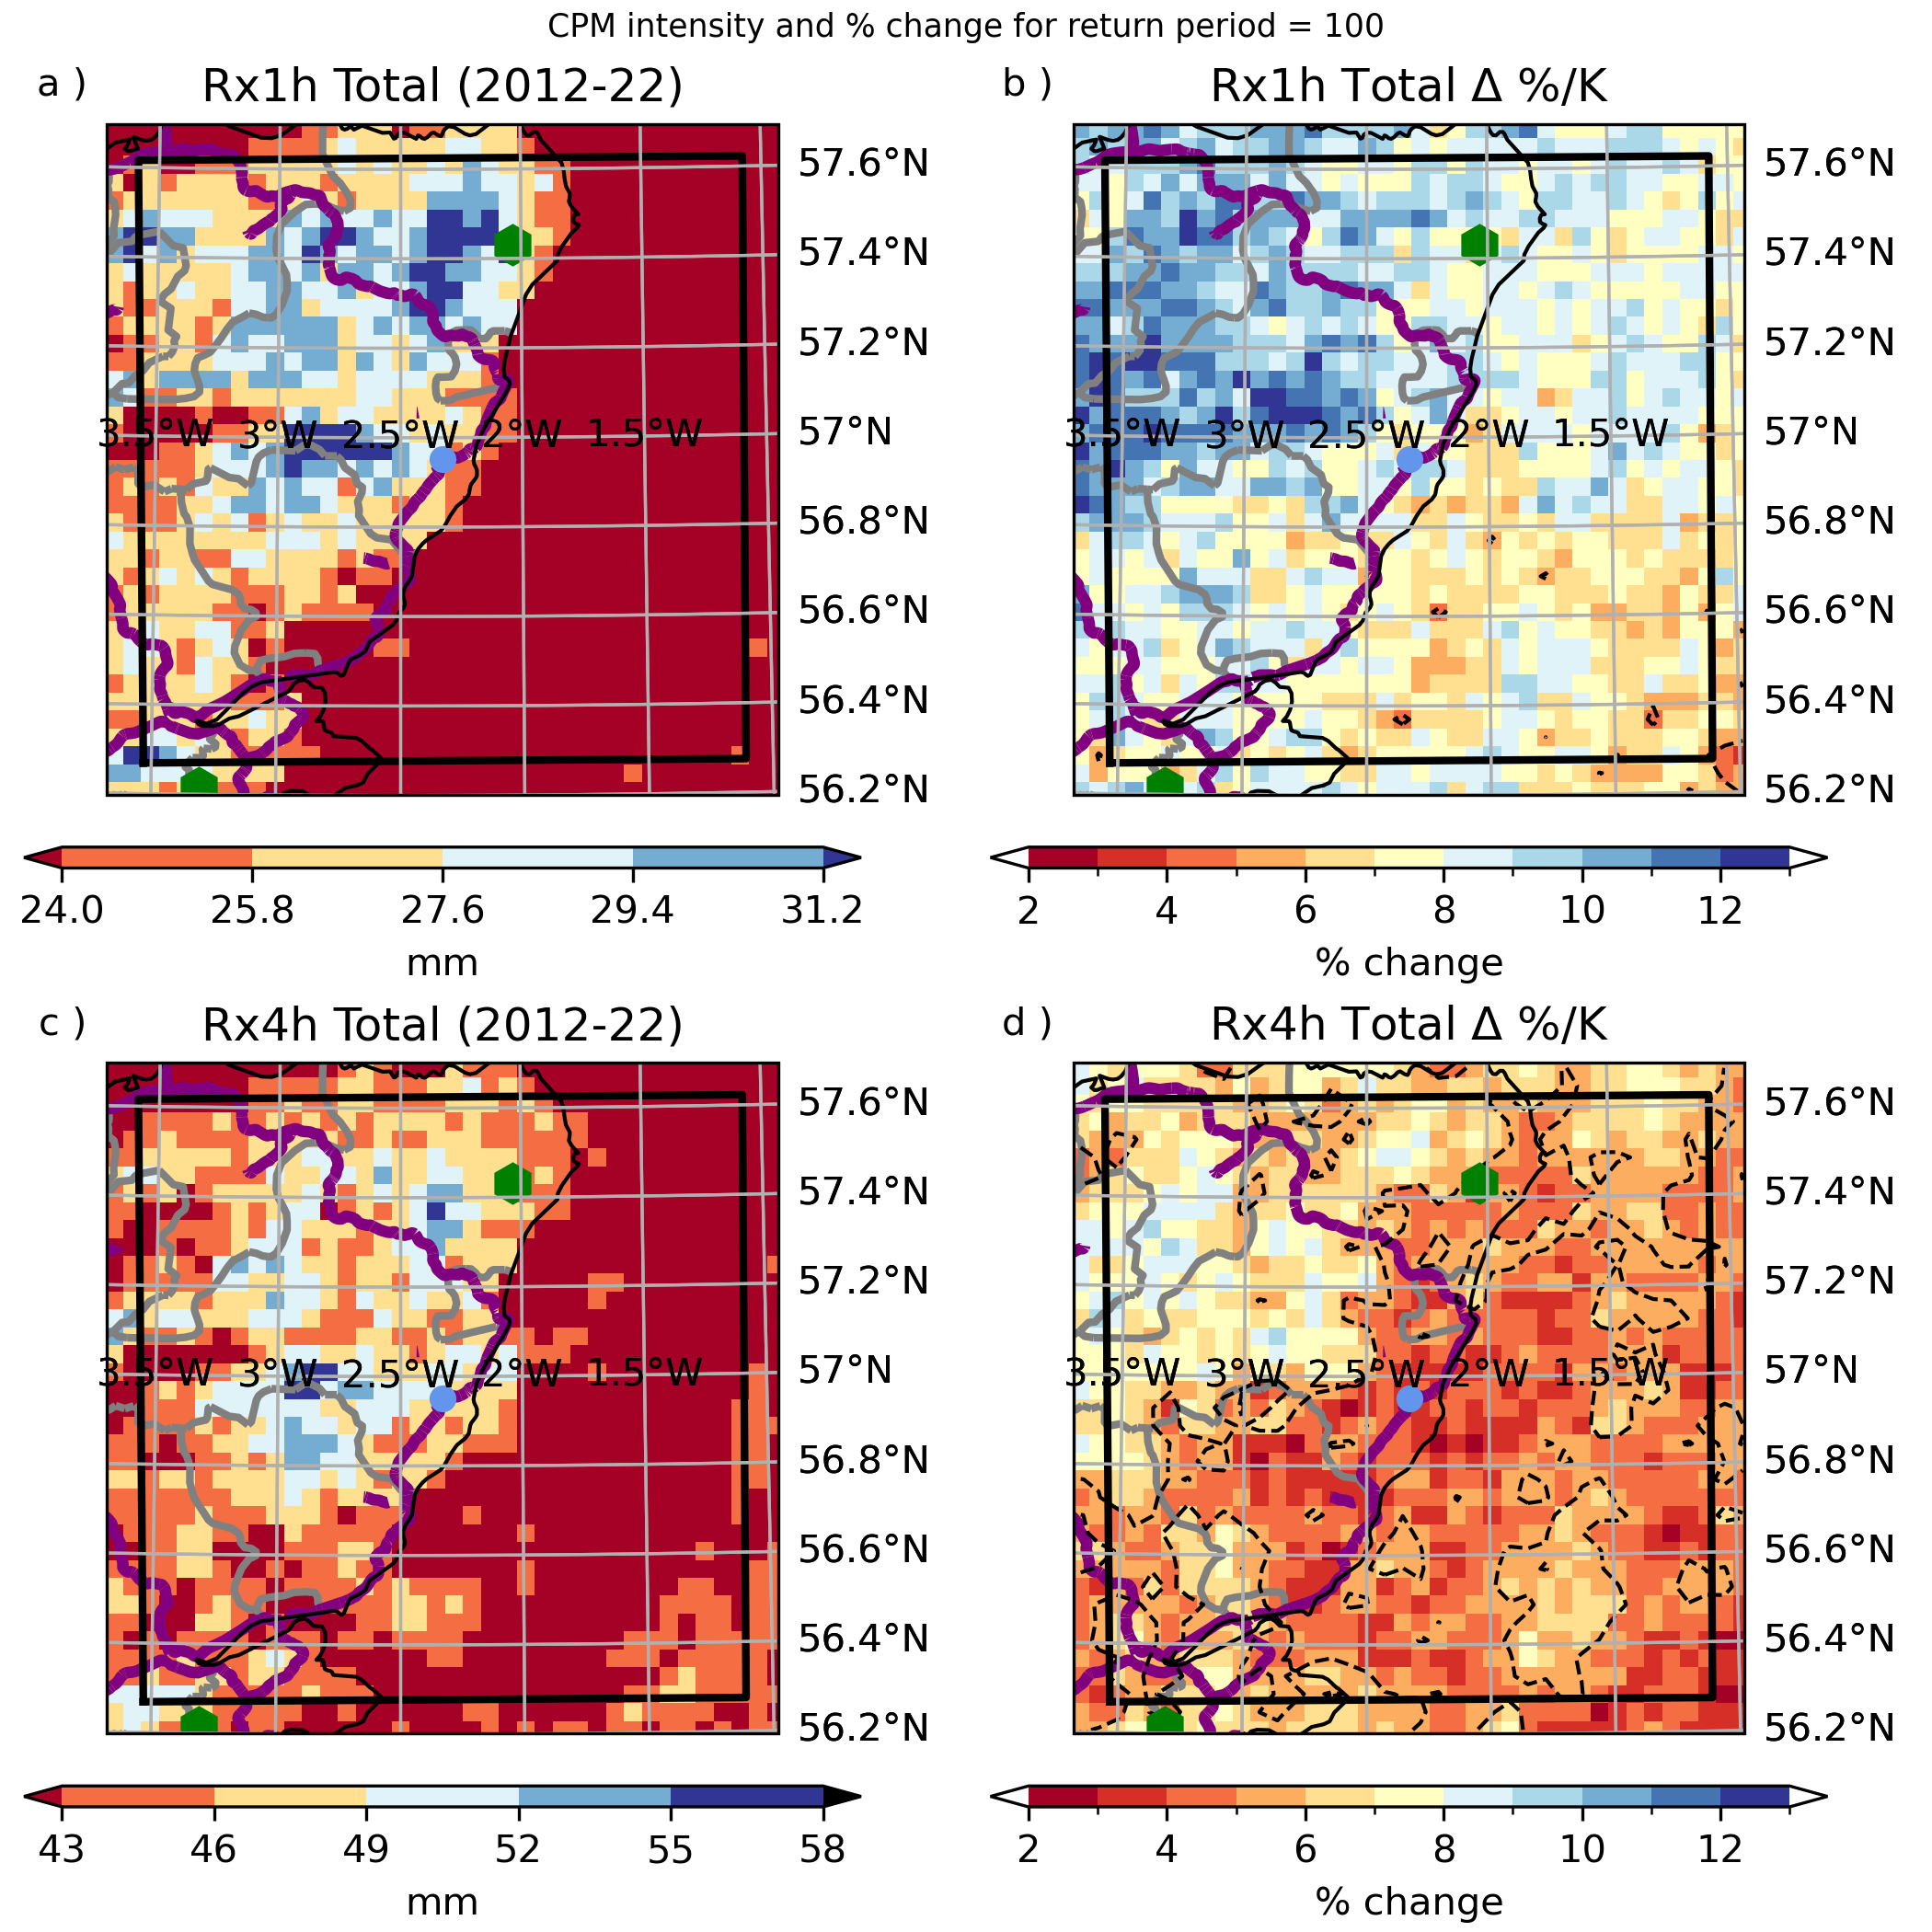 CPM intensity and % change for return period = 100
a )
Rx1h Total (2012-22)
57.6°N
57.4°N
57.2°N
57°N
56.8°N
56.6°N
56.4°N
56.2°N
3.5°W 3°W 2.5°W 2°W 1.5°W
24.0 25.8 27.6 29.4 31.2
mm
b )
Rx1h Total Δ %/K
57.6°N
57.4°N
57.2°N
57°N
56.8°N
56.6°N
56.4°N
56.2°N
3.5°W 3°W 2.5°W 2°W 1.5°W
2 4 6 8 10 12
% change
c )
Rx4h Total (2012-22)
57.6°N
57.4°N
57.2°N
57°N
56.8°N
56.6°N
56.4°N
56.2°N
3.5°W 3°W 2.5°W 2°W 1.5°W
43 46 49 52 55 58
mm
d )
Rx4h Total Δ %/K
57.6°N
57.4°N
57.2°N
57°N
56.8°N
56.6°N
56.4°N
56.2°N
3.5°W 3°W 2.5°W 2°W 1.5°W
2 4 6 8 10 12
% change